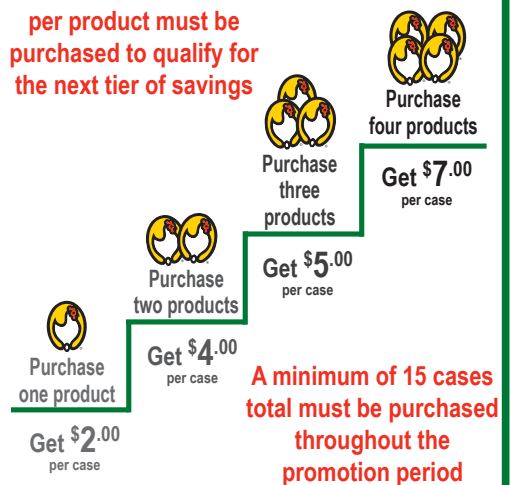 per product must be
purchased to qualify for
the next tier of savings
Purchase
four products
Get $7.00
per case
Purchase
three
products
Get $5.00
per case
Purchase
two products
Get $4.00
per case
Purchase
one product
Get $2.00
per case
A minimum of 15 cases
total must be purchased
throughout the
promotion period